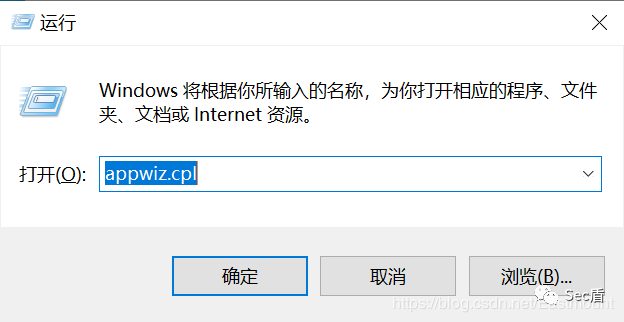 运行
Windows 将根据你所输入的名称，为你打开相应的程序、文件
夹、文档或 Internet 资源。
打开(O): appwiz.cpl
确定 取消 浏览(B)...
Sec盾
https://blog.csdn.net/Eastmount